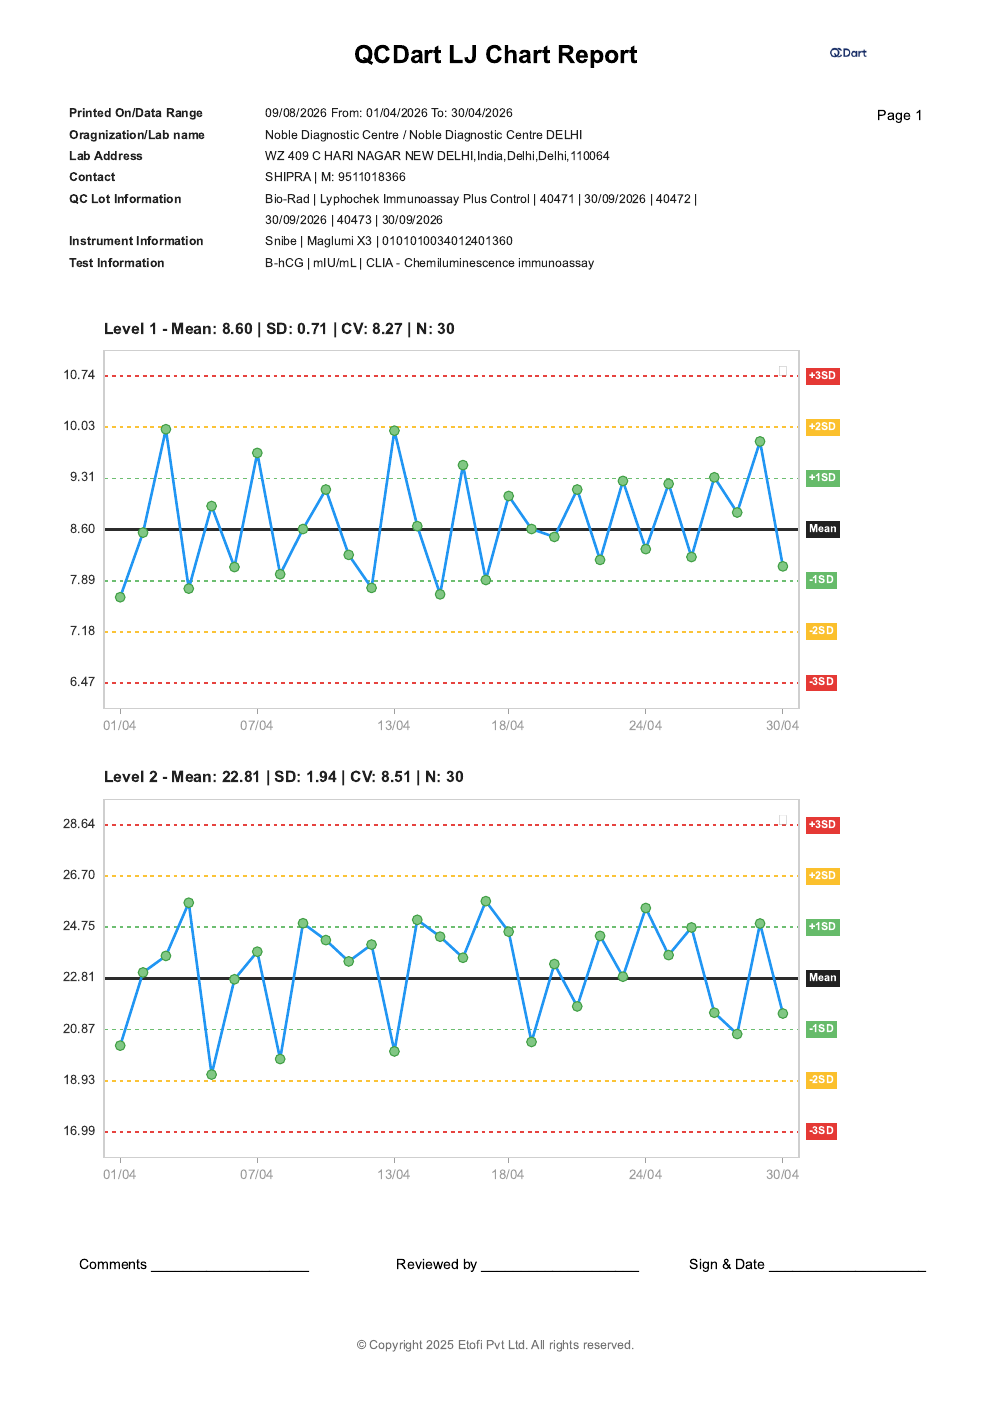 QCDart LJ Chart Report
QCDart
Printed On/Data Range 09/08/2026 From: 01/04/2026 To: 30/04/2026
Page 1
Oragnization/Lab name Noble Diagnostic Centre / Noble Diagnostic Centre DELHI
Lab Address WZ 409 C HARI NAGAR NEW DELHI,India,Delhi,Delhi,110064
Contact SHIPRA | M: 9511018366
QC Lot Information Bio-Rad | Lyphochek Immunoassay Plus Control | 40471 | 30/09/2026 | 40472 |
30/09/2026 | 40473 | 30/09/2026
Instrument Information Snibe | Maglumi X3 | 0101010034012401360
Test Information B-hCG | mIU/mL | CLIA - Chemiluminescence immunoassay
Level 1 - Mean: 8.60 | SD: 0.71 | CV: 8.27 | N: 30
10.74 +3SD
10.03 +2SD
9.31 +1SD
8.60 Mean
7.89 -1SD
7.18 -2SD
6.47 -3SD
01/04 07/04 13/04 18/04 24/04 30/04
Level 2 - Mean: 22.81 | SD: 1.94 | CV: 8.51 | N: 30
28.64 +3SD
26.70 +2SD
24.75 +1SD
22.81 Mean
20.87 -1SD
18.93 -2SD
16.99 -3SD
01/04 07/04 13/04 18/04 24/04 30/04
Comments ____________________ Reviewed by ____________________ Sign & Date ____________________
© Copyright 2025 Etofi Pvt Ltd. All rights reserved.